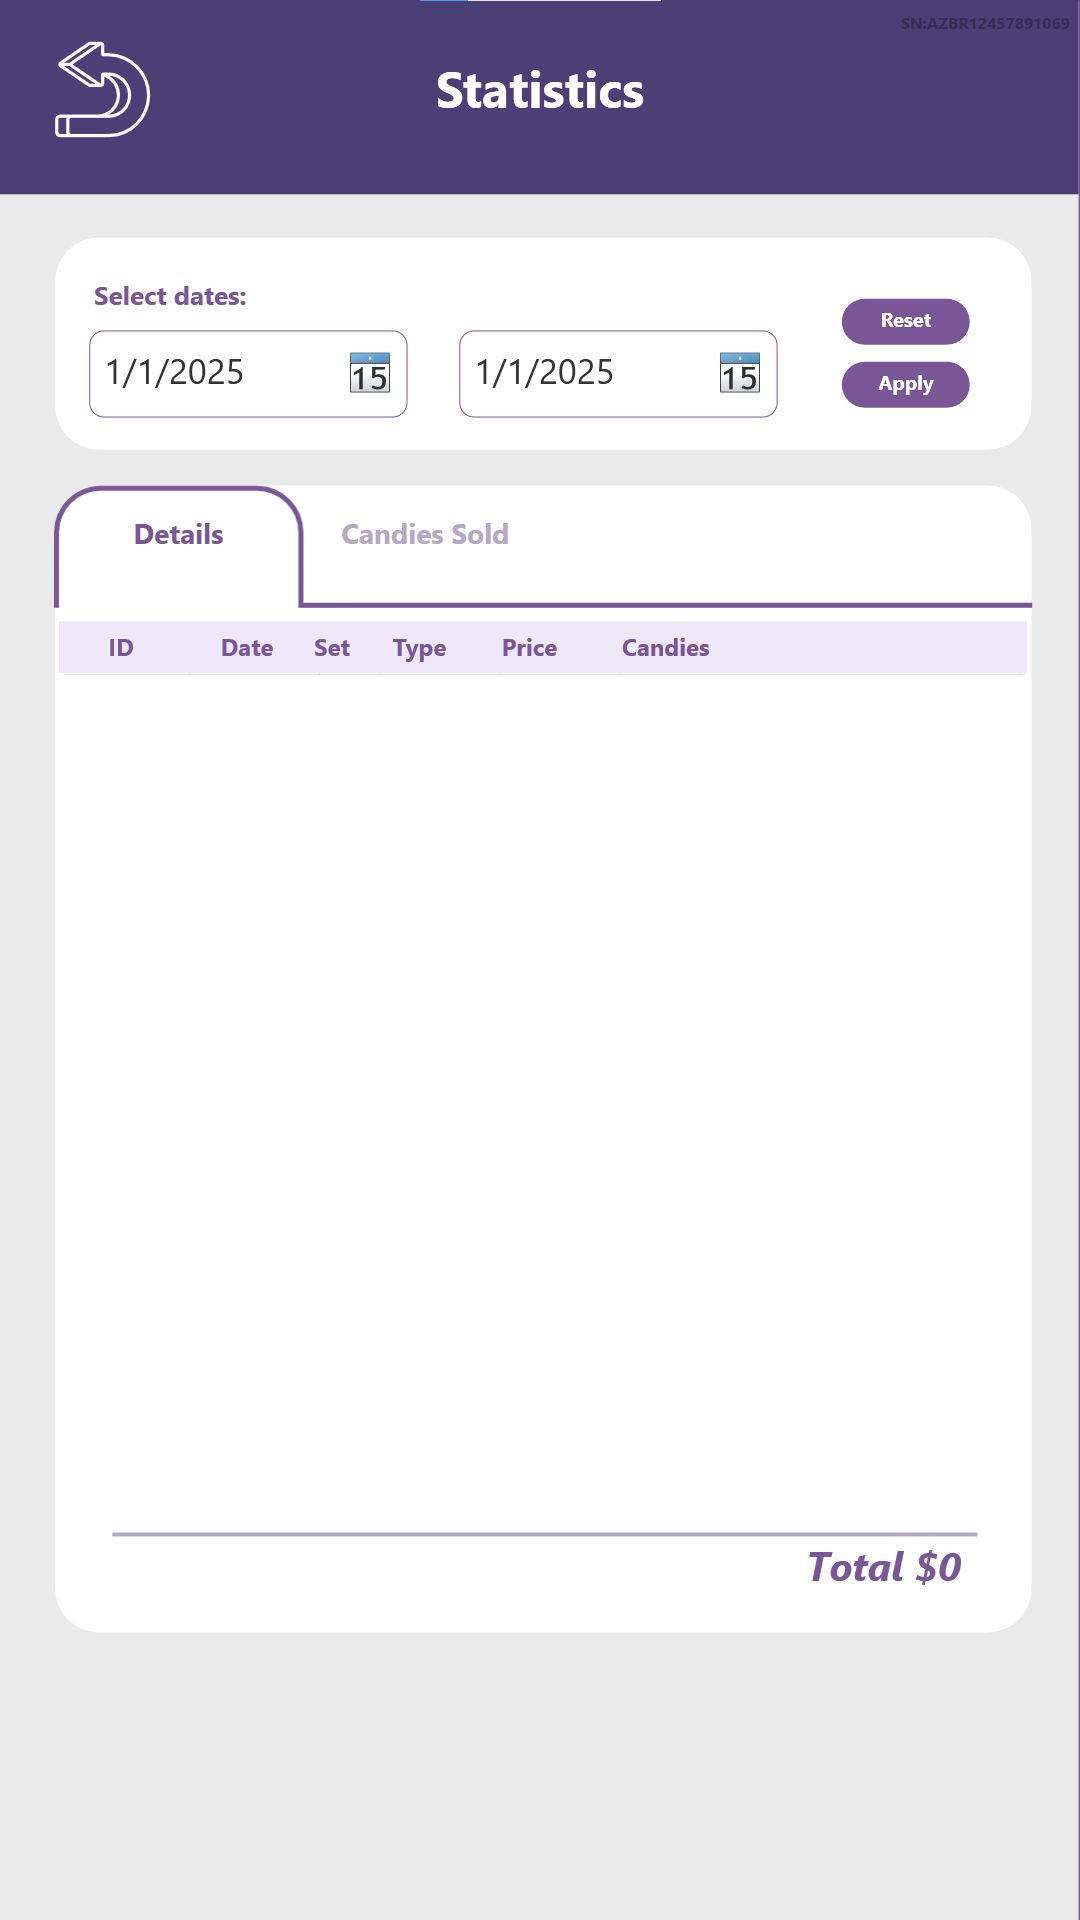 SN:AZBR12457891069
Statistics
Select dates:
1/1/2025 15 1/1/2025 15
Reset
Apply
Details Candies Sold
ID Date Set Type Price Candies
Total $0